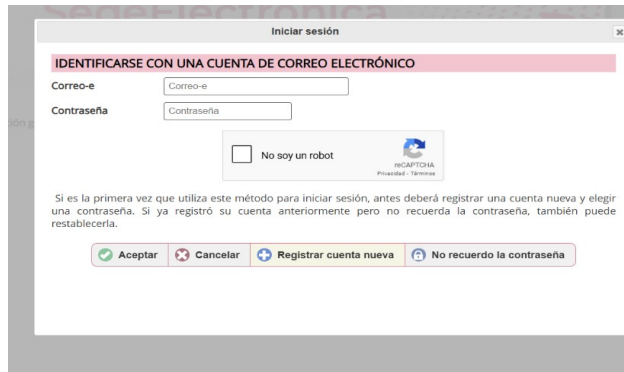 SedeElectrónica
Iniciar sesión
IDENTIFICARSE CON UNA CUENTA DE CORREO ELECTRÓNICO
Correo-e Correo-e
Contraseña Contraseña
No soy un robot
reCAPTCHA
Privacidad - Términos
Si es la primera vez que utiliza este método para iniciar sesión, antes deberá registrar una cuenta nueva y elegir
una contraseña. Si ya registró su cuenta anteriormente pero no recuerda la contraseña, también puede
restablecerla.
Aceptar Cancelar Registrar cuenta nueva No recuerdo la contraseña